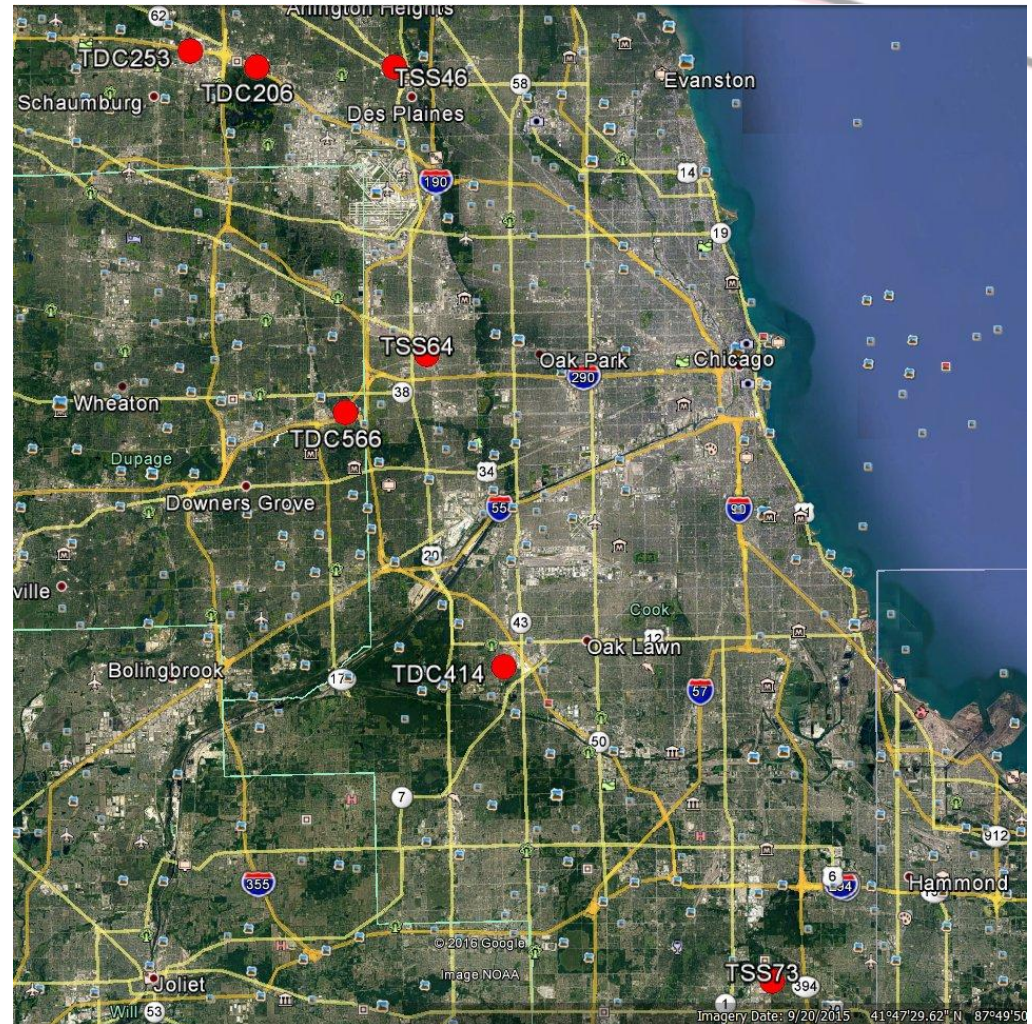 Arlington Heights
62
TDC253
TSS46
Evanston
58
TDC206
Schaumburg
Des Plaines
14
190
19
TSS64
Oak Park
Chicago
290
38
Wheaton
TDC566
Dupage
34
Downers Grove
55
90
41
20
ville
Cook
43
12
Oak Lawn
Bolingbrook
TDC414
17
57
50
7
912
6
294
355
Hammond
© 2016 Google
Image NOAA
TSS73
Joliet
394
1
Will
53
Imagery Date: 9/20/2015 41°47'29.62" N 87°49'50